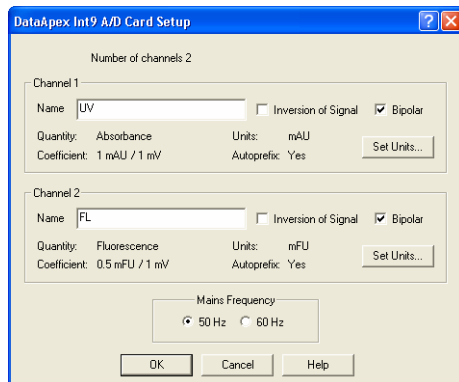 DataApex Int9 A/D Card Setup
Number of channels 2
Channel 1
Name UV Inversion of Signal Bipolar
Quantity: Absorbance Units: mAU
Coefficient: 1 mAU / 1 mV Autoprefix: Yes Set Units...
Channel 2
Name FL Inversion of Signal Bipolar
Quantity: Fluorescence Units: mFU
Coefficient: 0.5 mFU / 1 mV Autoprefix: Yes Set Units...
Mains Frequency
50 Hz 60 Hz
OK Cancel Help